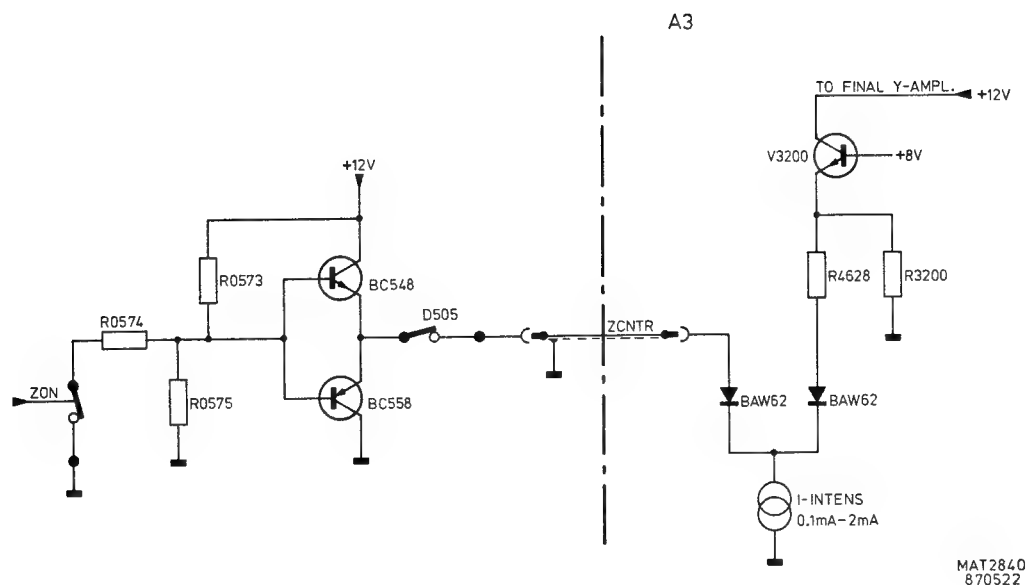 A3
TO FINAL Y-AMPL.
+12V
V3200
+8V
+12V
R0573
BC548
R4628
R3200
D505
R0574
ZCNTR
ZON
R0575
BC558
BAW62
BAW62
I-INTENS
0.1mA-2mA
MAT2840
870522